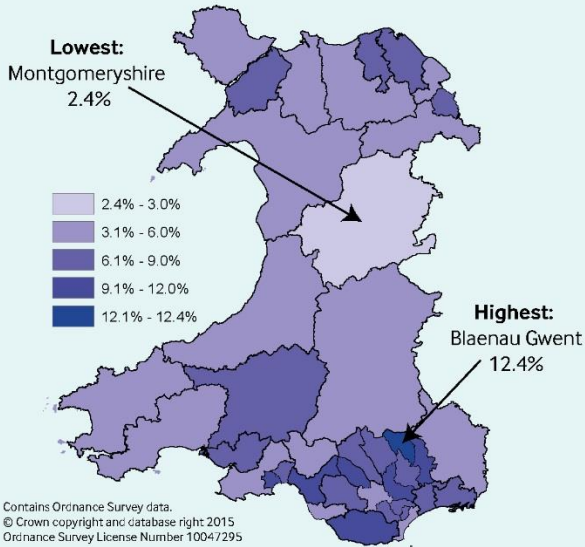 Lowest:
Montgomeryshire
2.4%
2.4% - 3.0%
3.1% - 6.0%
6.1% - 9.0%
9.1% - 12.0%
12.1% - 12.4%
Highest:
Blaenau Gwent
12.4%
Contains Ordnance Survey data.
© Crown copyright and database right 2015
Ordnance Survey License Number 10047295